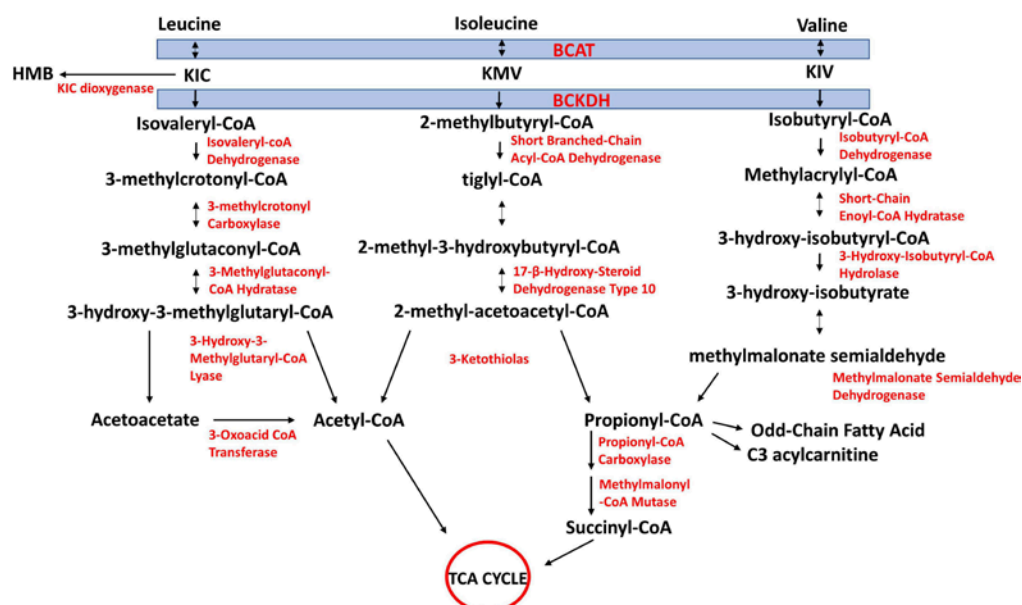 Leucine
Isoleucine
Valine
BCAT
HMB
KIC
KMV
KIV
KIC dioxygenase
BCKDH
Isovaleryl-CoA
2-methylbutyryl-CoA
Isobutyryl-CoA
Isovaleryl-coA
Dehydrogenase
Short Branched-Chain
Acyl-CoA Dehydrogenase
Isobutyryl-CoA
Dehydrogenase
3-methylcrotonyl-CoA
tiglyl-CoA
Methylacrylyl-CoA
3-methylcrotonyl
Carboxylase
Short-Chain
Enoyl-CoA Hydratase
3-methylglutaconyl-CoA
2-methyl-3-hydroxybutyryl-CoA
3-hydroxy-isobutyryl-CoA
3-Methylglutaconyl-
CoA Hydratase
17-β-Hydroxy-Steroid
Dehydrogenase Type 10
3-Hydroxy-Isobutyryl-CoA
Hydrolase
3-hydroxy-isobutyrate
3-hydroxy-3-methylglutaryl-CoA
2-methyl-acetoacetyl-CoA
3-Hydroxy-3-
Methylglutaryl-CoA
Lyase
3-Ketothiolas
methylmalonate semialdehyde
Methylmalonate Semialdehyde
Dehydrogenase
Acetoacetate
Acetyl-CoA
Propionyl-CoA
Odd-Chain Fatty Acid
C3 acylcarnitine
3-Oxoacid CoA
Transferase
Propionyl-CoA
Carboxylase
Methylmalonyl
-CoA Mutase
Succinyl-CoA
TCA CYCLE